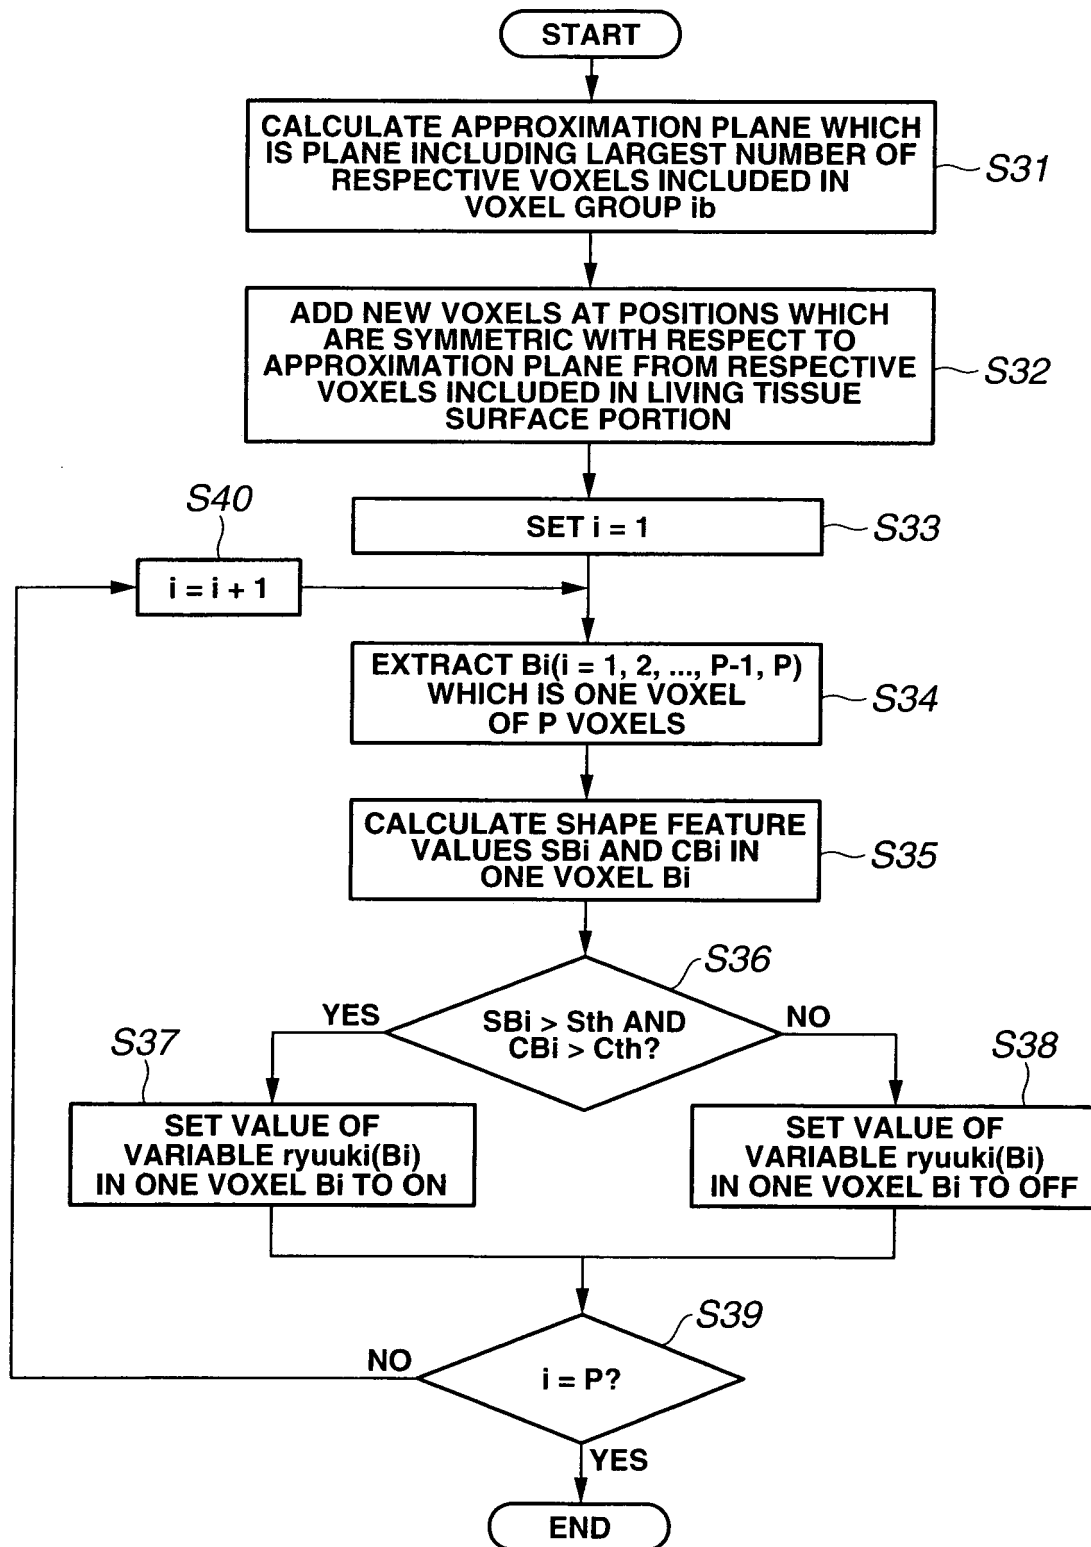 START
CALCULATE APPROXIMATION PLANE WHICH
IS PLANE INCLUDING LARGEST NUMBER OF
RESPECTIVE VOXELS INCLUDED IN
VOXEL GROUP ib
S31
ADD NEW VOXELS AT POSITIONS WHICH
ARE SYMMETRIC WITH RESPECT TO
APPROXIMATION PLANE FROM RESPECTIVE
VOXELS INCLUDED IN LIVING TISSUE
SURFACE PORTION
S32
S40
SET i = 1
S33
i = i + 1
EXTRACT Bi(i = 1, 2, ..., P-1, P)
WHICH IS ONE VOXEL
OF P VOXELS
S34
CALCULATE SHAPE FEATURE
VALUES SBi AND CBi IN
ONE VOXEL Bi
S35
S36
YES
SBi > Sth AND
CBi > Cth?
NO
S37
S38
SET VALUE OF
VARIABLE ryuuki(Bi)
IN ONE VOXEL Bi TO ON
SET VALUE OF
VARIABLE ryuuki(Bi)
IN ONE VOXEL Bi TO OFF
S39
NO
i = P?
YES
END